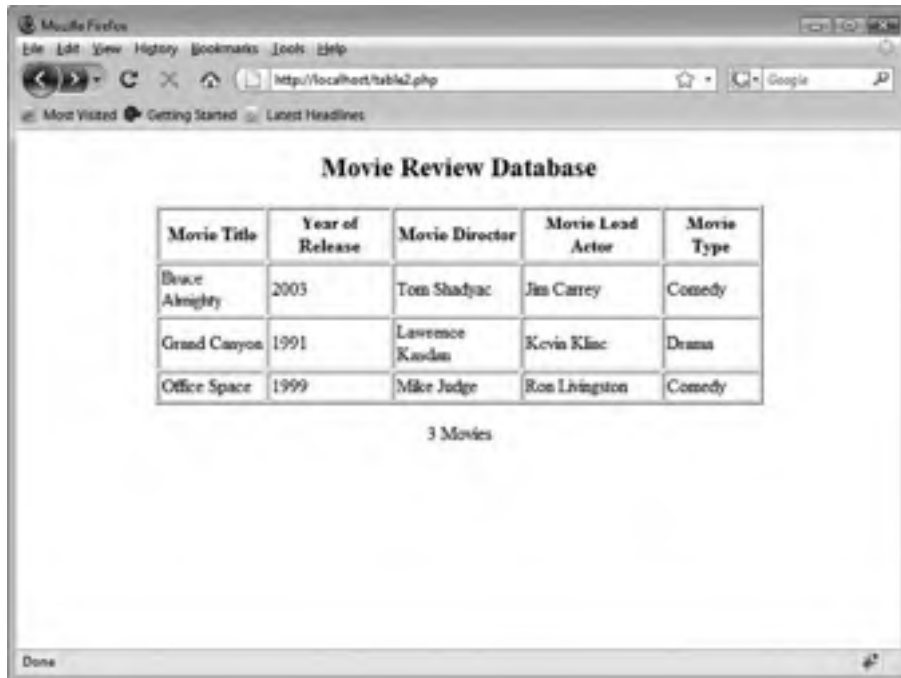 Mozilla Firefox
File Edit View History Bookmarks Tools Help
http://localhost/table2.php
Google
Most Visited Getting Started Latest Headlines
Movie Review Database
Movie Title Year of Release Movie Director Movie Lead Actor Movie Type
Bruce Almighty 2003 Tom Shadyac Jim Carrey Comedy
Grand Canyon 1991 Lawrence Kasdan Kevin Kline Drama
Office Space 1999 Mike Judge Ron Livingston Comedy
3 Movies
Done